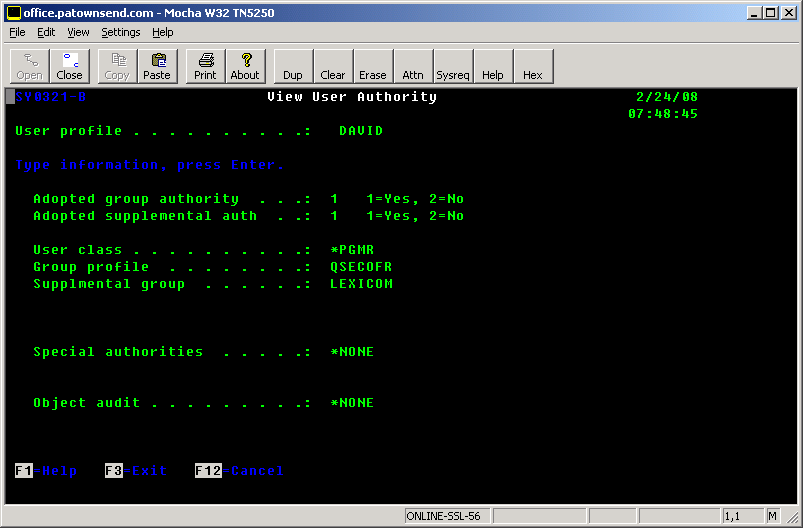 office.patownsend.com - Mocha W32 TN5250
File Edit View Settings Help
Open Close Copy Paste Print About Dup Clear Erase Attn Sysreq Help Hex
SY0321-B View User Authority 2/24/08
07:48:45
User profile . . . . . . . . . .: DAVID
Type information, press Enter.
Adopted group authority . . .: 1 1=Yes, 2=No
Adopted supplemental auth . .: 1 1=Yes, 2=No
User class . . . . . . . . . .: *PGMR
Group profile . . . . . . . .: QSECOFR
Supplmental group . . . . . .: LEXICOM
Special authorities . . . . .: *NONE
Object audit . . . . . . . . .: *NONE
F1=Help F3=Exit F12=Cancel
ONLINE-SSL-56 1,1 M